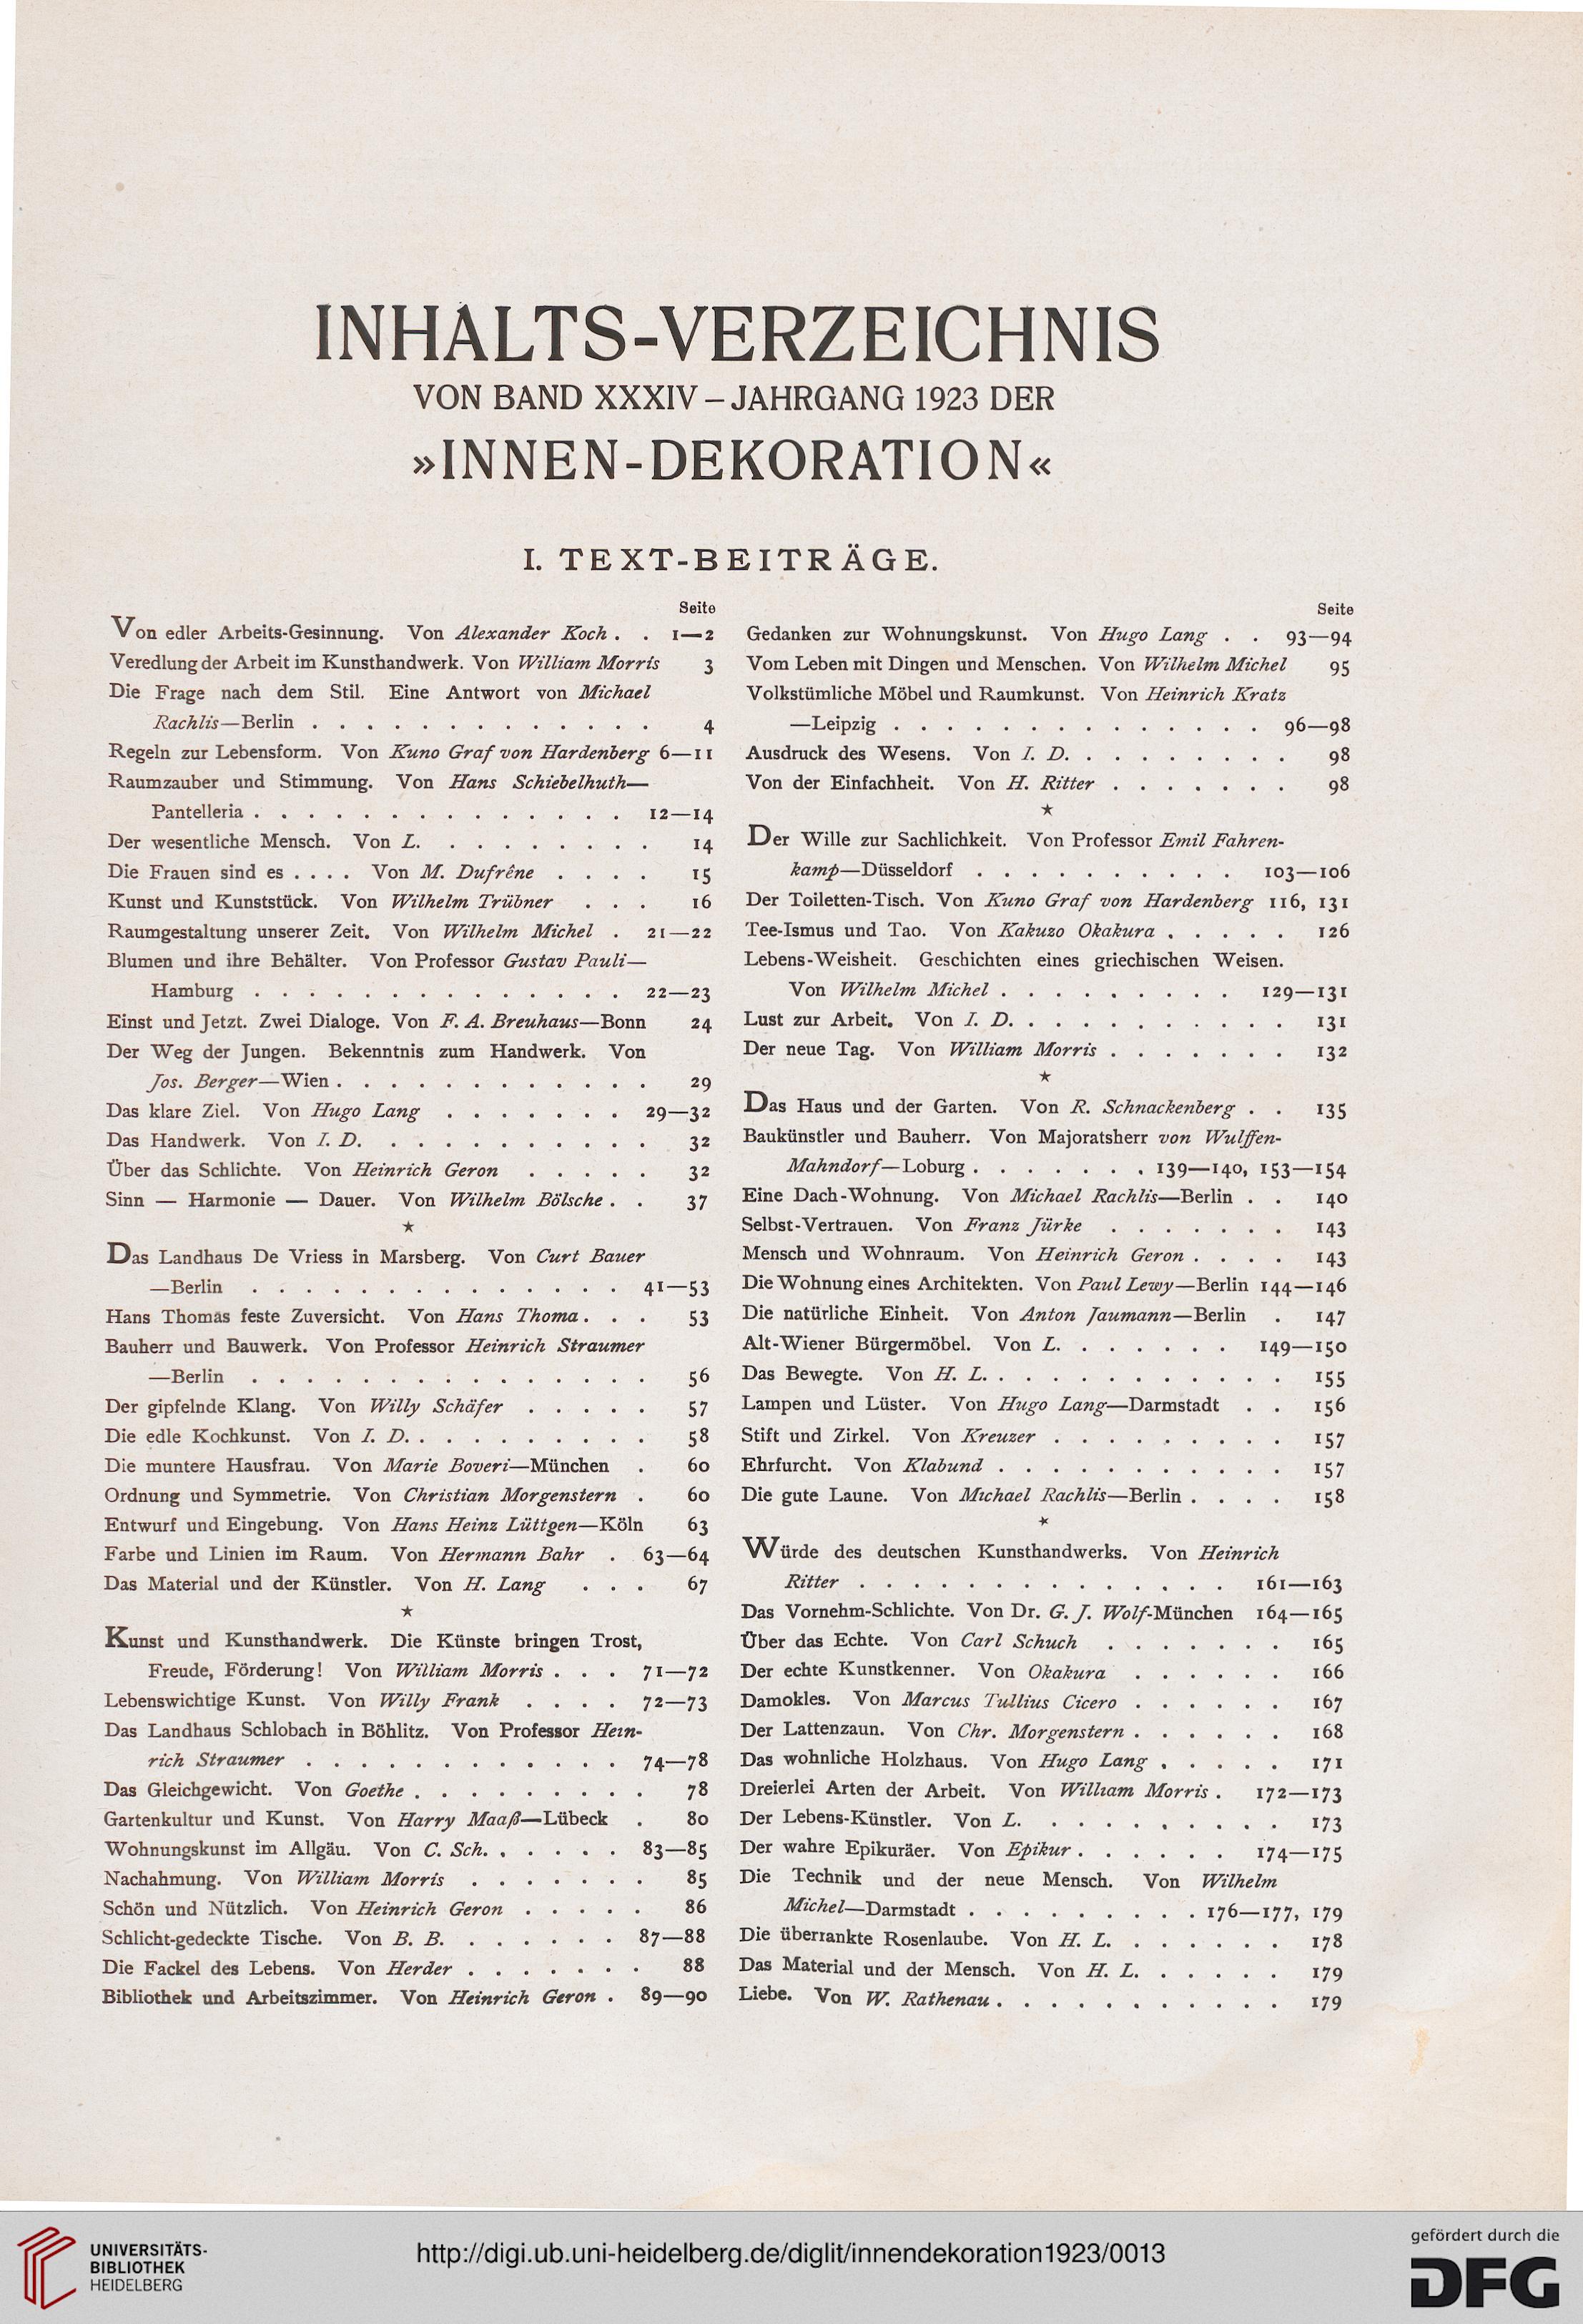 INHALTS-VERZEICHNIS
VON BAND XXXIV – JAHRGANG 1923 DER
»INNEN-DEKORATION«
I. TEXT-BEITRÄGE.
Seite
Von edler Arbeits-Gesinnung. Von Alexander Koch . . 1—2
Veredlung der Arbeit im Kunsthandwerk. Von William Morris 3
Die Frage nach dem Stil. Eine Antwort von Michael
Rachlis—Berlin . . . . . . . . . . . . . 4
Regeln zur Lebensform. Von Kuno Graf von Hardenberg 6—11
Raumzauber und Stimmung. Von Hans Schiebelhuth—
Pantelleria . . . . . . . . . . . . . . 12—14
Der wesentliche Mensch. Von L. . . . . . . . . 14
Die Frauen sind es . . . . Von M. Dufrêne . . . . 15
Kunst und Kunststück. Von Wilhelm Trübner . . . 16
Raumgestaltung unserer Zeit. Von Wilhelm Michel . 21—22
Blumen und ihre Behälter. Von Professor Gustav Pauli—
Hamburg . . . . . . . . . . . . . . 22—23
Einst und Jetzt. Zwei Dialoge. Von F. A. Breuhaus—Bonn 24
Der Weg der Jungen. Bekenntnis zum Handwerk. Von
Jos. Berger—Wien . . . . . . . . . . . . 29
Das klare Ziel. Von Hugo Lang . . . . . . . 29—32
Das Handwerk. Von I. D. . . . . . . . . . . 32
Über das Schlichte. Von Heinrich Geron . . . . . 32
Sinn — Harmonie — Dauer. Von Wilhelm Bölsche . . 37
★
Das Landhaus De Vriess in Marsberg. Von Curt Bauer
—Berlin . . . . . . . . . . . . . . 41—53
Hans Thomas feste Zuversicht. Von Hans Thoma . . . 53
Bauherr und Bauwerk. Von Professor Heinrich Straumer
—Berlin . . . . . . . . . . . . . . . 56
Der gipfelnde Klang. Von Willy Schäfer . . . . . 57
Die edle Kochkunst. Von I. D. . . . . . . . . . 58
Die muntere Hausfrau. Von Marie Boveri—München . 60
Ordnung und Symmetrie. Von Christian Morgenstern . 60
Entwurf und Eingebung. Von Hans Heinz Lüttgen—Köln 63
Farbe und Linien im Raum. Von Hermann Bahr . 63—64
Das Material und der Künstler. Von H. Lang . . . 67
★
Kunst und Kunsthandwerk. Die Künste bringen Trost,
Freude, Förderung! Von William Morris . . . 71—72
Lebenswichtige Kunst. Von Willy Frank . . . . 72—73
Das Landhaus Schlobach in Böhlitz. Von Professor Hein-
rich Straumer . . . . . . . . . . . . 74—78
Das Gleichgewicht. Von Goethe . . . . . . . . . 78
Gartenkultur und Kunst. Von Harry Maaß—Lübeck . 80
Wohnungskunst im Allgäu. Von C. Sch. . . . . . 83—85
Nachahmung. Von William Morris . . . . . . . 85
Schön und Nützlich. Von Heinrich Geron . . . . . 86
Schlicht-gedeckte Tische. Von B. B. . . . . . . 87—88
Die Fackel des Lebens. Von Herder . . . . . . . 88
Bibliothek und Arbeitszimmer. Von Heinrich Geron . 89—90
Seite
Gedanken zur Wohnungskunst. Von Hugo Lang . . 93—94
Vom Leben mit Dingen und Menschen. Von Wilhelm Michel 95
Volkstümliche Möbel und Raumkunst. Von Heinrich Kratz
—Leipzig . . . . . . . . . . . . . . 96—98
Ausdruck des Wesens. Von I. D. . . . . . . . . 98
Von der Einfachheit. Von H. Ritter . . . . . . . 98
★
Der Wille zur Sachlichkeit. Von Professor Emil Fahren-
kamp—Düsseldorf . . . . . . . . . . 103—106
Der Toiletten-Tisch. Von Kuno Graf von Hardenberg 116, 131
Tee-Ismus und Tao. Von Kakuzo Okakura . . . . . 126
Lebens-Weisheit. Geschichten eines griechischen Weisen.
Von Wilhelm Michel . . . . . . . . . 129—131
Lust zur Arbeit. Von I. D. . . . . . . . . . . 131
Der neue Tag. Von William Morris . . . . . . . 132
★
Das Haus und der Garten. Von R. Schnackenberg . . 135
Baukünstler und Bauherr. Von Majoratsherr von Wulffen-
Mahndorf—Loburg . . . . . . . 139—140, 153—154
Eine Dach-Wohnung. Von Michael Rachlis—Berlin . . 140
Selbst-Vertrauen. Von Franz Jürke . . . . . . . 143
Mensch und Wohnraum. Von Heinrich Geron . . . . 143
Die Wohnung eines Architekten. Von Paul Lewy—Berlin 144—146
Die natürliche Einheit. Von Anton Jaumann—Berlin . 147
Alt-Wiener Bürgermöbel. Von L. . . . . . . 149—150
Das Bewegte. Von H. L. . . . . . . . . . . . 155
Lampen und Lüster. Von Hugo Lang—Darmstadt . . 156
Stift und Zirkel. Von Kreuzer . . . . . . . . . 157
Ehrfurcht. Von Klabund . . . . . . . . . . . 157
Die gute Laune. Von Michael Rachlis—Berlin . . . . 158
★
Würde des deutschen Kunsthandwerks. Von Heinrich
Ritter . . . . . . . . . . . . . . 161—163
Das Vornehm-Schlichte. Von Dr. G. J. Wolf-München 164—165
Über das Echte. Von Carl Schuch . . . . . . . 165
Der echte Kunstkenner. Von Okakura . . . . . . 166
Damokles. Von Marcus Tullius Cicero . . . . . . 167
Der Lattenzaun. Von Chr. Morgenstern . . . . . . 168
Das wohnliche Holzhaus. Von Hugo Lang . . . . . 171
Dreierlei Arten der Arbeit. Von William Morris . 172—173
Der Lebens-Künstler. Von L. . . . . . . . . . 173
Der wahre Epikuräer. Von Epikur . . . . . . 174—175
Die Technik und der neue Mensch. Von Wilhelm
Michel—Darmstadt . . . . . . . . . 176—177, 179
Die überrankte Rosenlaube. Von H. L. . . . . . . 178
Das Material und der Mensch. Von H. L. . . . . . 179
Liebe. Von W. Rathenau . . . . . . . . . . . 179
UNIVERSITÄTS-
BIBLIOTHEK
HEIDELBERG
http://digi.ub.uni-heidelberg.de/diglit/innendekoration1923/0013
gefördert durch die
DFG